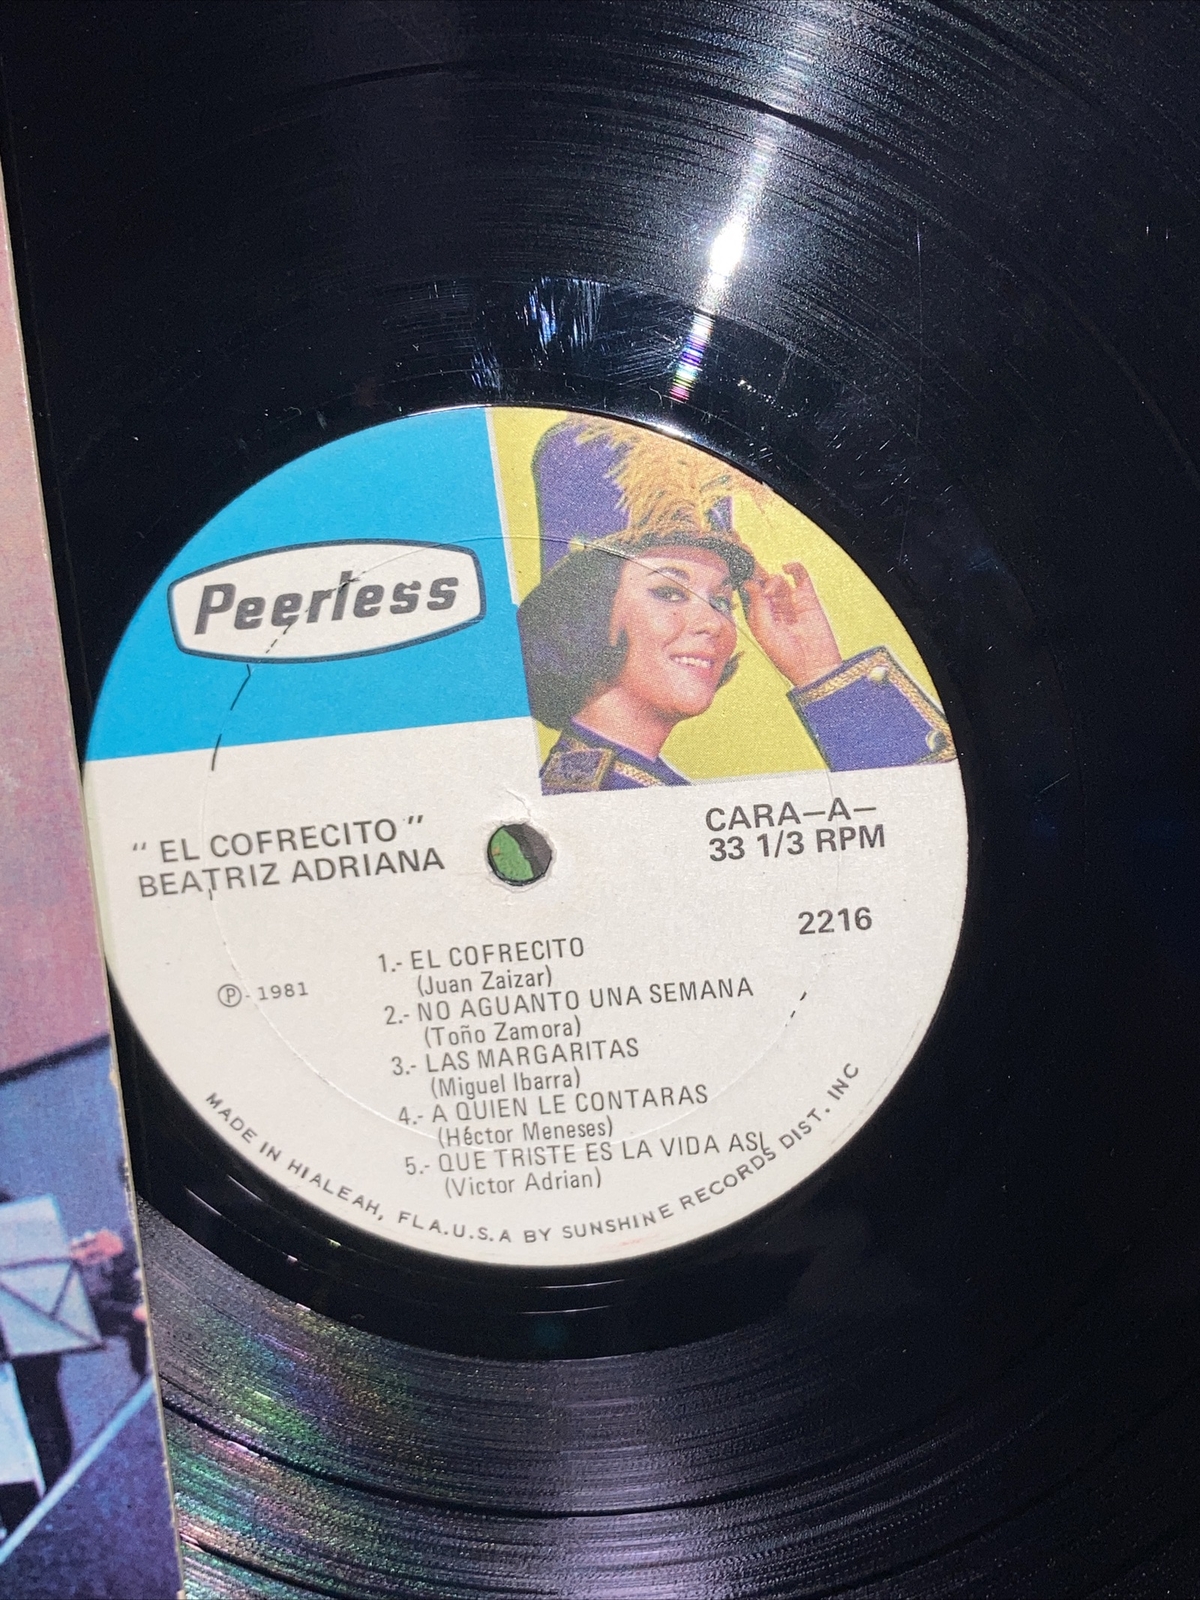 Peerless
" EL COFRECITO "
BEATRIZ ADRIANA
CARA-A-
33 1/3 RPM
2216
℗- 1981
1.- EL COFRECITO
(Juan Zaizar)
2.- NO AGUANTO UNA SEMANA
(Toño Zamora)
3.- LAS MARGARITAS
(Miguel Ibarra)
4.- A QUIEN LE CONTARAS
(Héctor Meneses)
5.- QUE TRISTE ES LA VIDA ASI
(Victor Adrian)
MADE IN HIALEAH, FLA.U.S.A BY SUNSHINE RECORDS DIST. INC